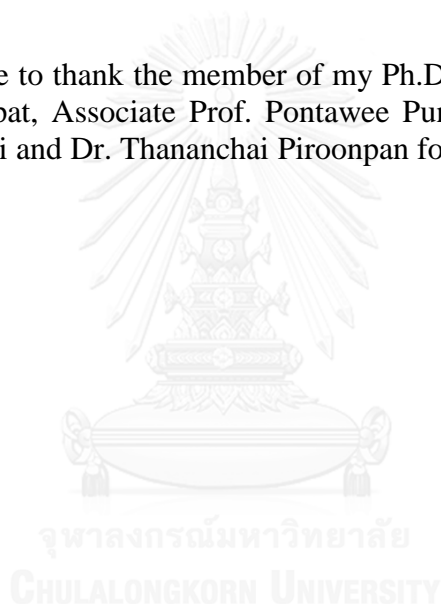 e to thank the member of my Ph.D
pat, Associate Prof. Pontawee Pun
i and Dr. Thananchai Piroonpan fo
จุฬาลงกรณ์มหาวิทยาลัย
CHULALONGKORN UNIVERSITY